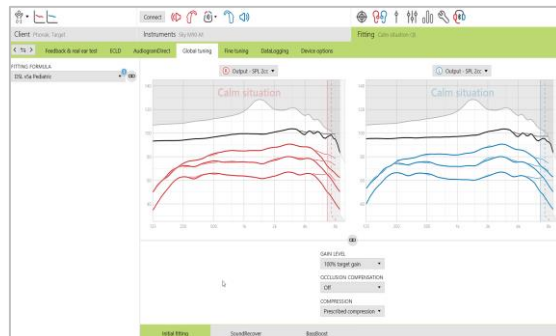 Connect
Client Phonak, Target
Instruments Sky M90-M
Fitting Calm situation (3)
Feedback & real ear test
ECLD
AudiogramDirect
Global tuning
Fine tuning
DataLogging
Device options
FITTING FORMULA
DSL v5a Pediatric
Output - SPL 2cc
Calm situation
Output - SPL 2cc
Calm situation
GAIN LEVEL
100% target gain
OCCLUSION COMPENSATION
Off
COMPRESSION
Prescribed compression
Initial fitting
SoundRecover
BassBoost